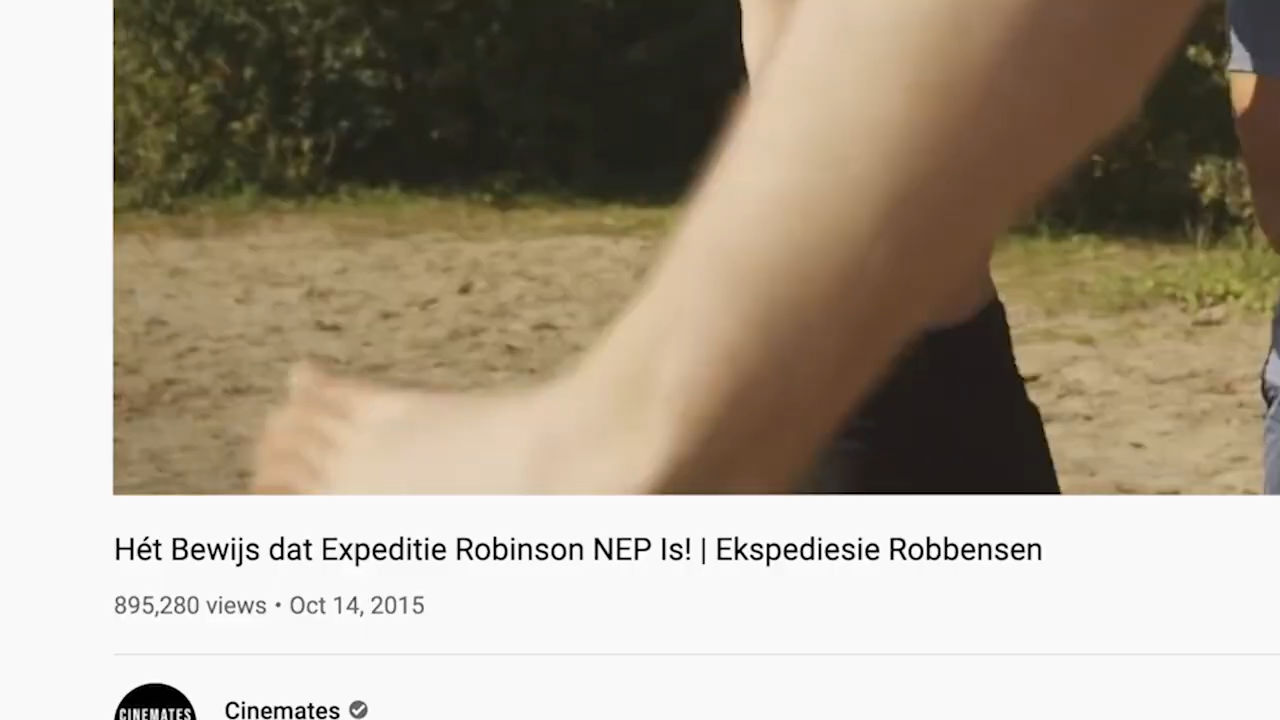 Hét Bewijs dat Expeditie Robinson NEP Is! | Ekspediesie Robbensen
895,280 views • Oct 14, 2015
CINEMATES
Cinemates